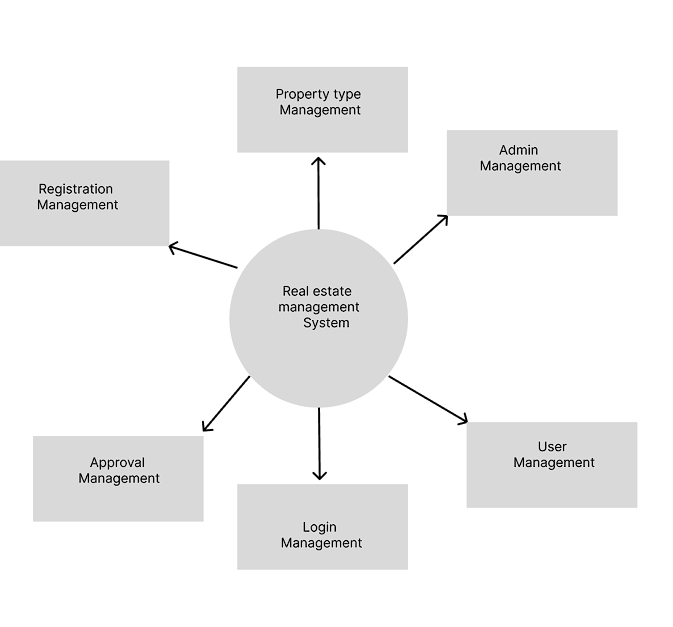 Property type
Management
Admin
Management
Registration
Management
Real estate
management
System
User
Management
Approval
Management
Login
Management